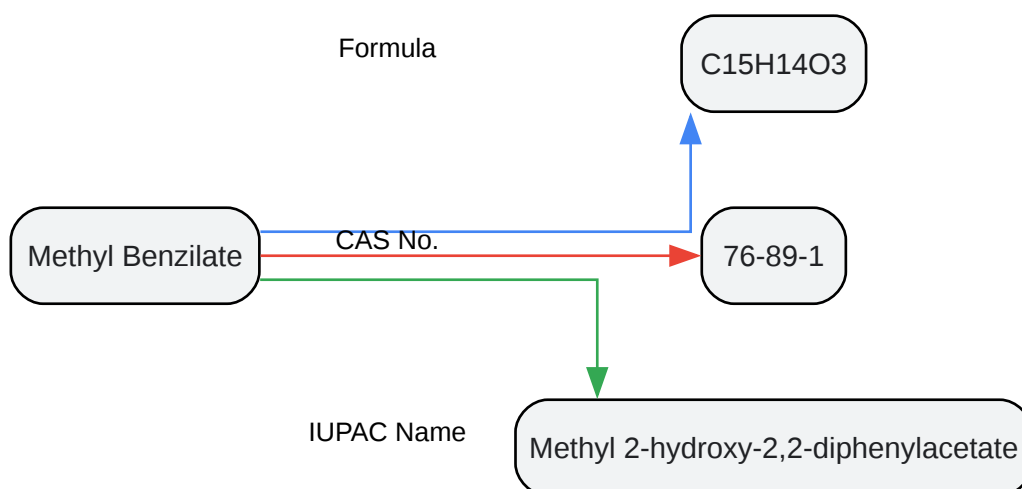 Formula
C15H14O3
Methyl Benzilate
CAS No.
76-89-1
IUPAC Name
Methyl 2-hydroxy-2,2-diphenylacetate